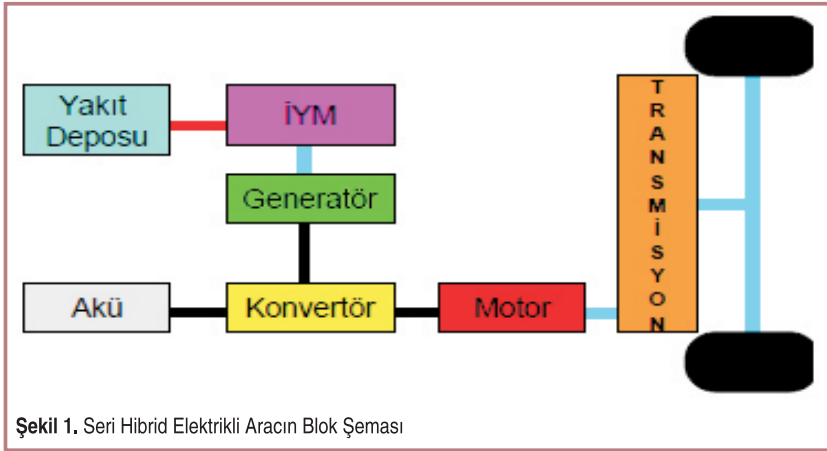 Yakıt
Deposu
İYM
Generatör
Akü
Konvertör
Motor
TRANSMİSYON
Şekil 1. Seri Hibrid Elektrikli Aracın Blok Şeması